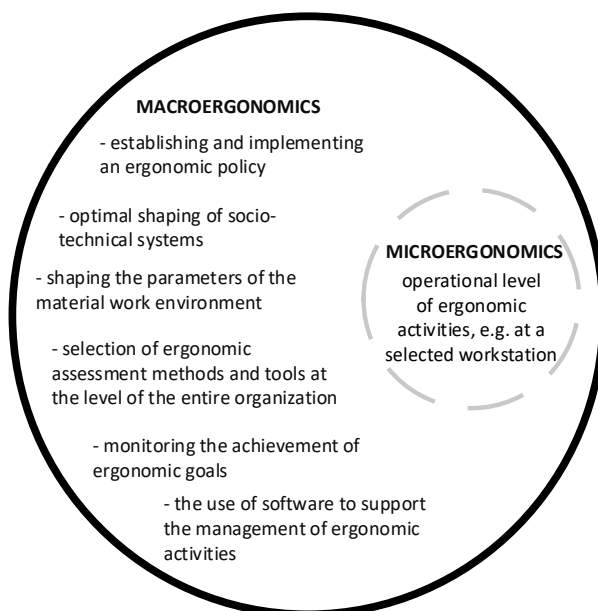 MACROERGONOMICS
- establishing and implementing
an ergonomic policy
- optimal shaping of socio-
technical systems
- shaping the parameters of the
material work environment
- selection of ergonomic
assessment methods and tools at
the level of the entire organization
- monitoring the achievement of
ergonomic goals
- the use of software to support
the management of ergonomic
activities
MICROERGONOMICS
operational level
of ergonomic
activities, e.g. at a
selected workstation